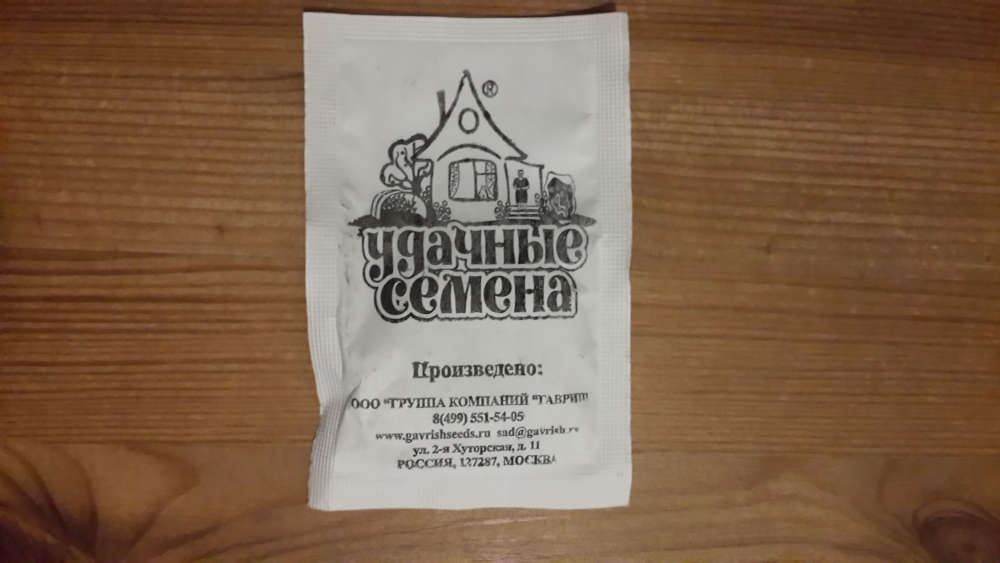 ®
удачные
семена
Произведено:
ООО "ГРУППА КОМПАНИЙ "ГАВРИШ
8(499) 551-54-05
www.gavrishseeds.ru sad@gavrish.ru
ул. 2-я Хуторская, д. 11
РОССИЯ, 127287, МОСКВА